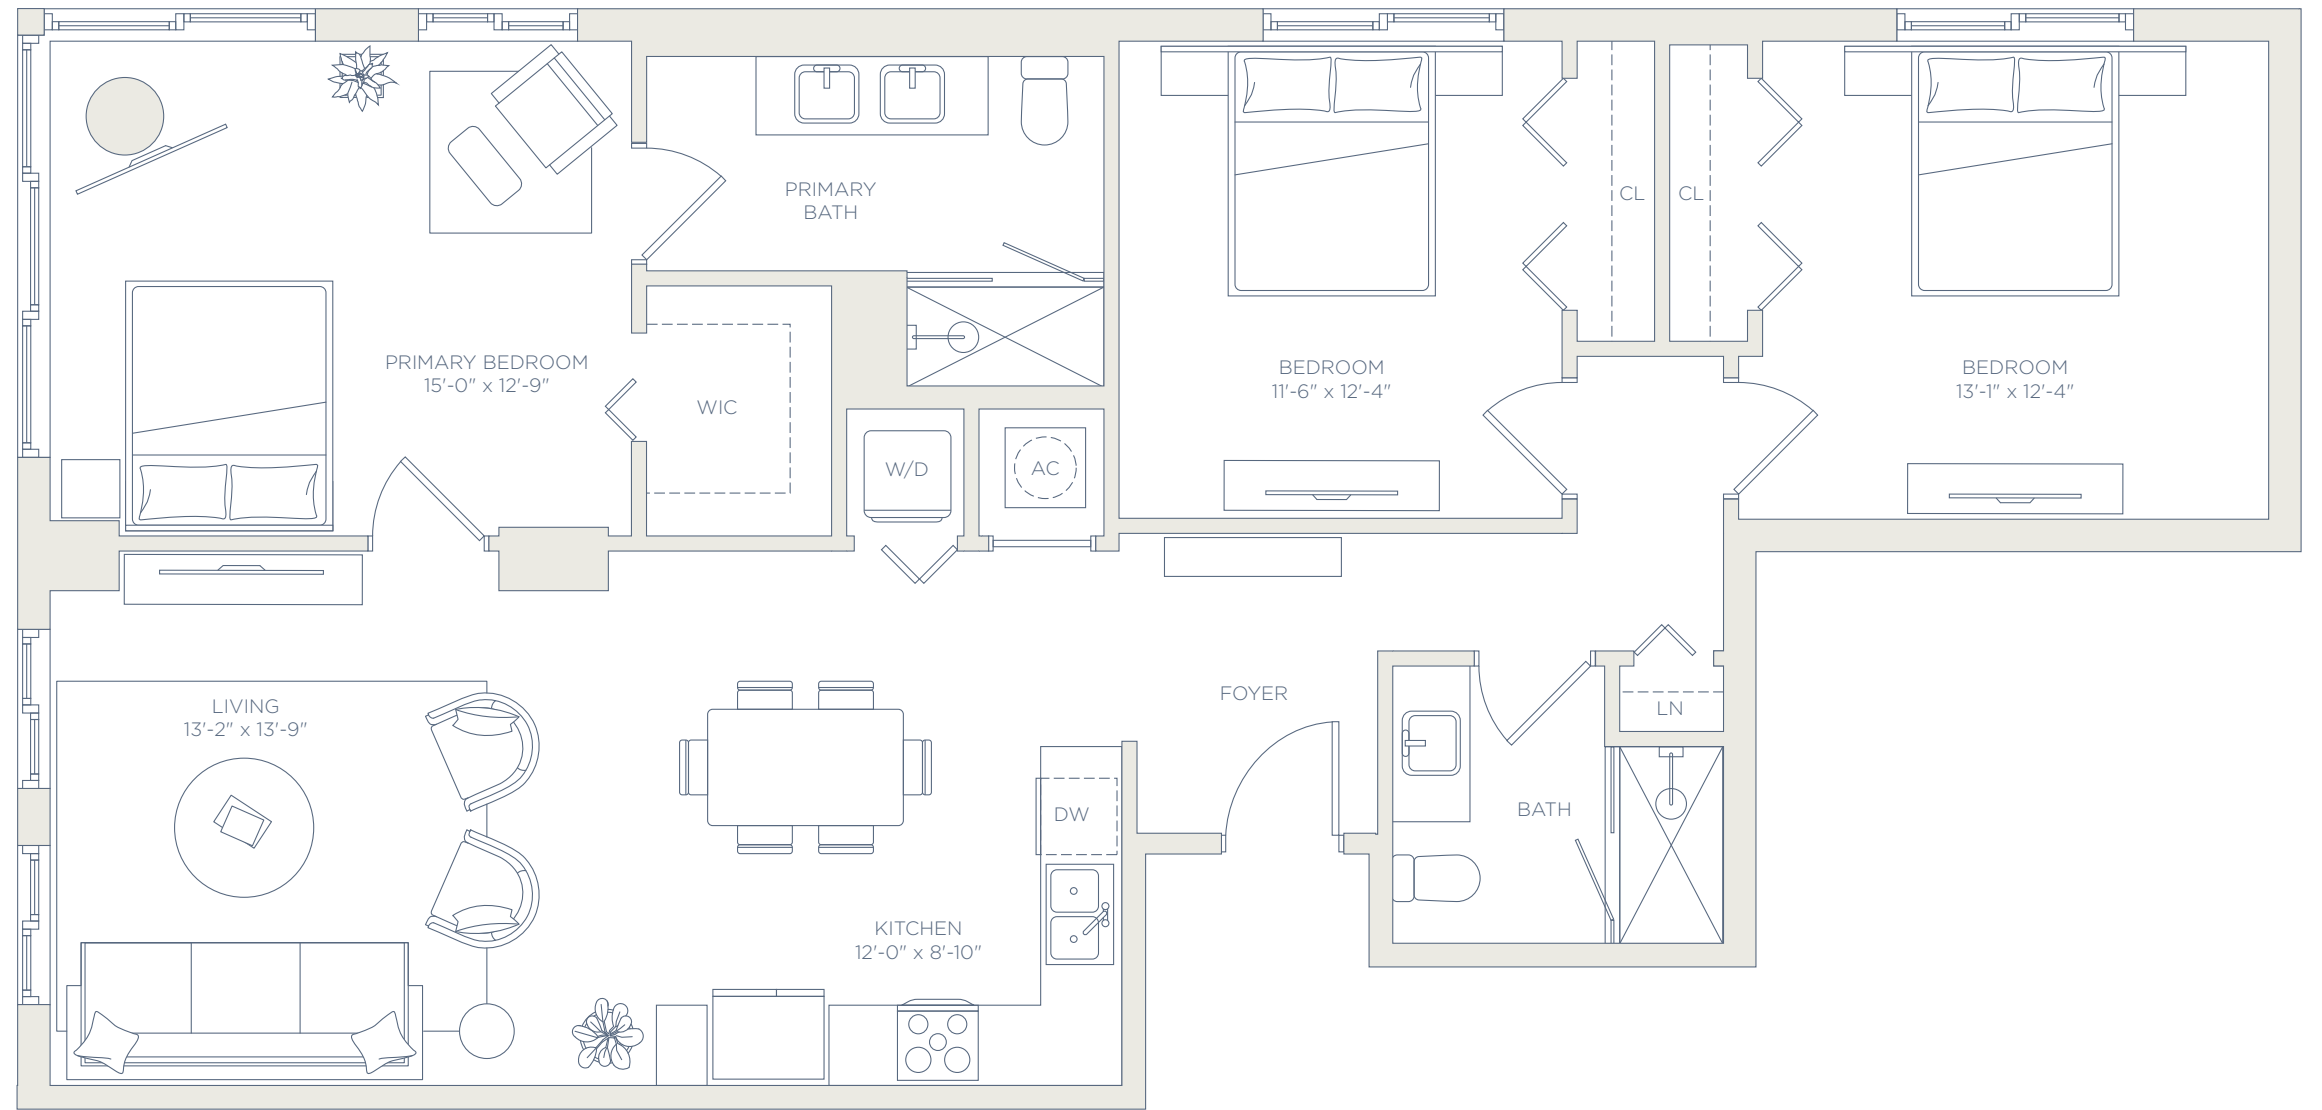 PRIMARY
BATH
CL
CL
PRIMARY BEDROOM
15'-0" x 12'-9"
WIC
BEDROOM
11'-6" x 12'-4"
BEDROOM
13'-1" x 12'-4"
W/D
AC
LIVING
13'-2" x 13'-9"
FOYER
LN
DW
BATH
KITCHEN
12'-0" x 8'-10"